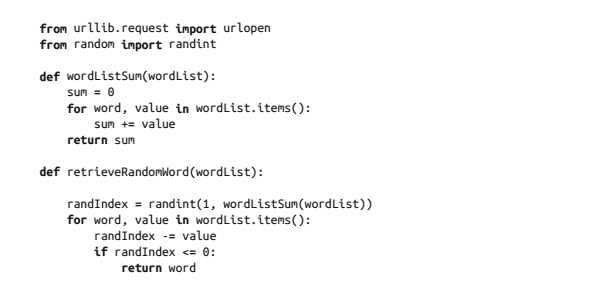 from urllib.request import urlopen
from random import randint

def wordListSum(wordList):
    sum = 0
    for word, value in wordList.items():
        sum += value
    return sum

def retrieveRandomWord(wordList):

    randIndex = randint(1, wordListSum(wordList))
    for word, value in wordList.items():
        randIndex -= value
        if randIndex <= 0:
            return word